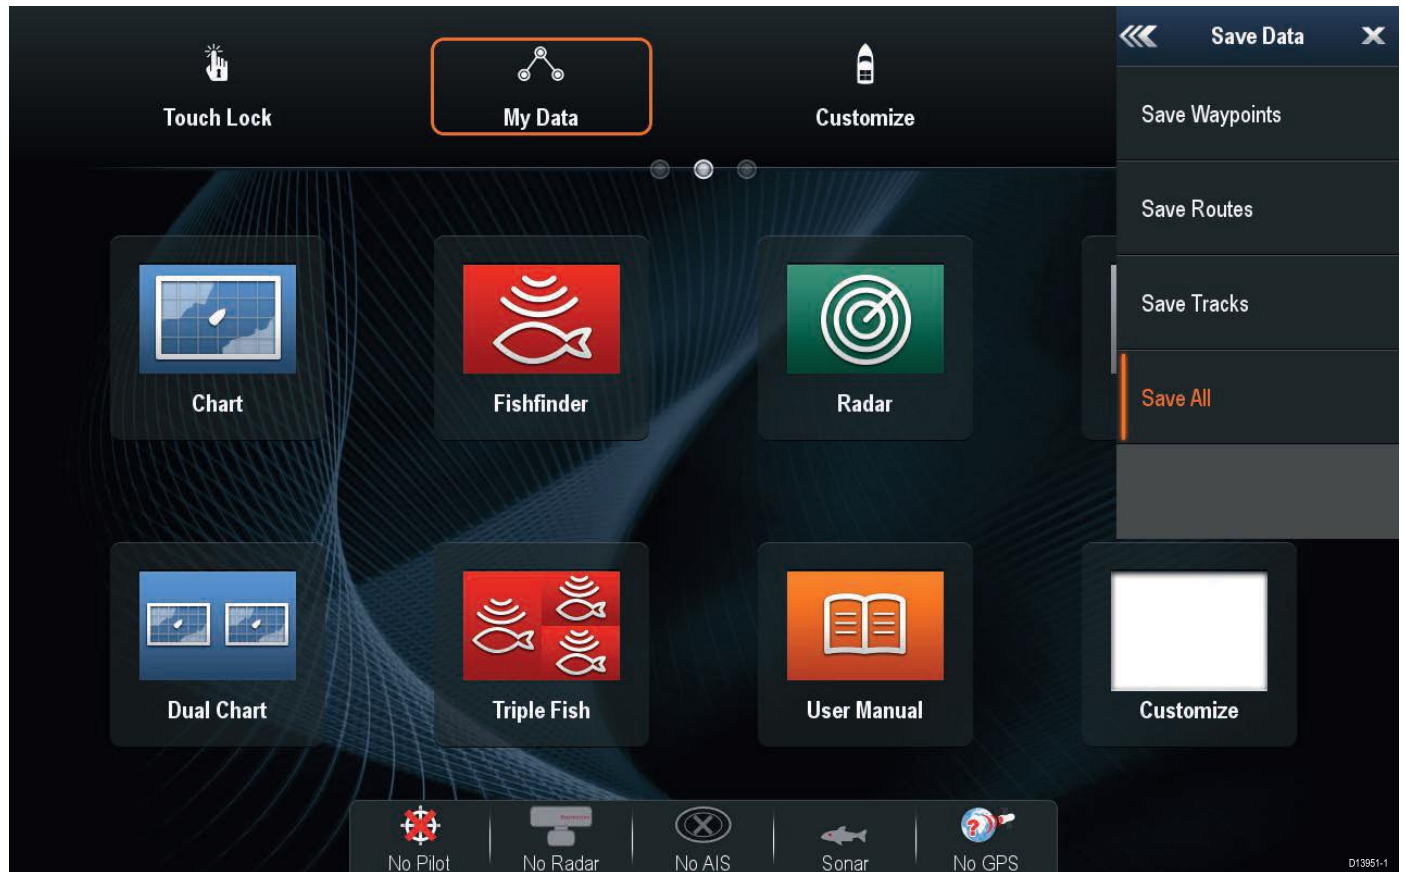 Touch Lock
My Data
Customize
Save Data
Save Waypoints
Save Routes
Save Tracks
Save All
Chart
Fishfinder
Radar
Dual Chart
Triple Fish
User Manual
Customize
No Pilot
No Radar
No AIS
Sonar
No GPS
D13951-1